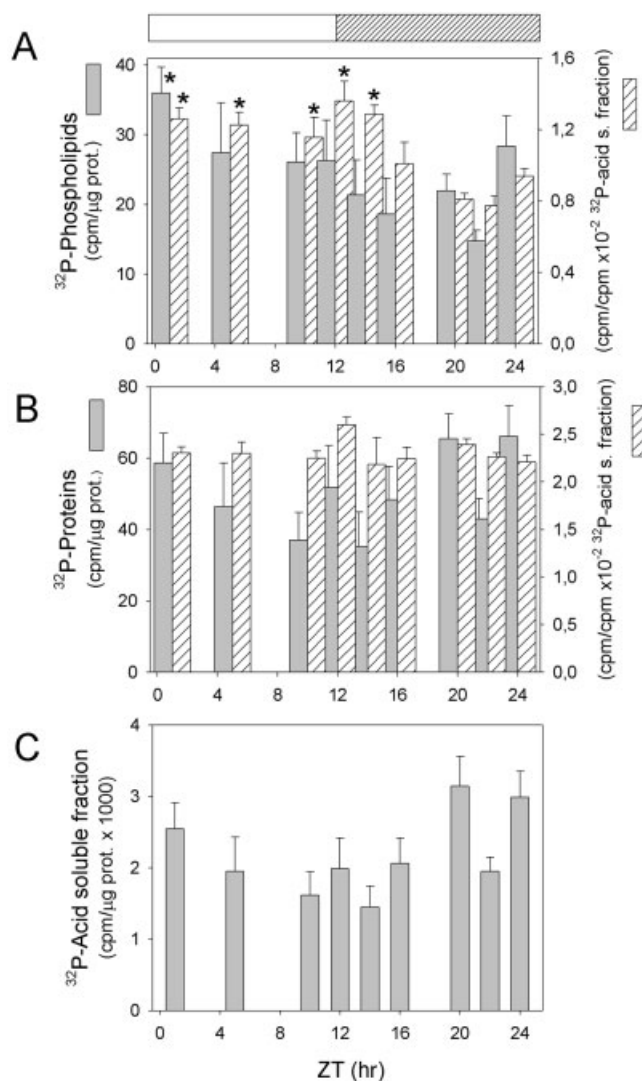 A
³²P-Phospholipids
(cpm/µg prot.)
40
30
20
10
0
* * * * * *
1,6
1,2
0,8
0,4
0,0
(cpm/cpm x10⁻² ³²P-acid s. fraction)
0 4 8 12 16 20 24
B
³²P-Proteins
(cpm/µg prot.)
80
60
40
20
0
3,0
2,5
2,0
1,5
1,0
0,5
0,0
(cpm/cpm x10⁻² ³²P-acid s. fraction)
0 4 8 12 16 20 24
C
³²P-Acid soluble fraction
(cpm/µg prot. x 1000)
4
3
2
1
0
0 4 8 12 16 20 24
ZT (hr)